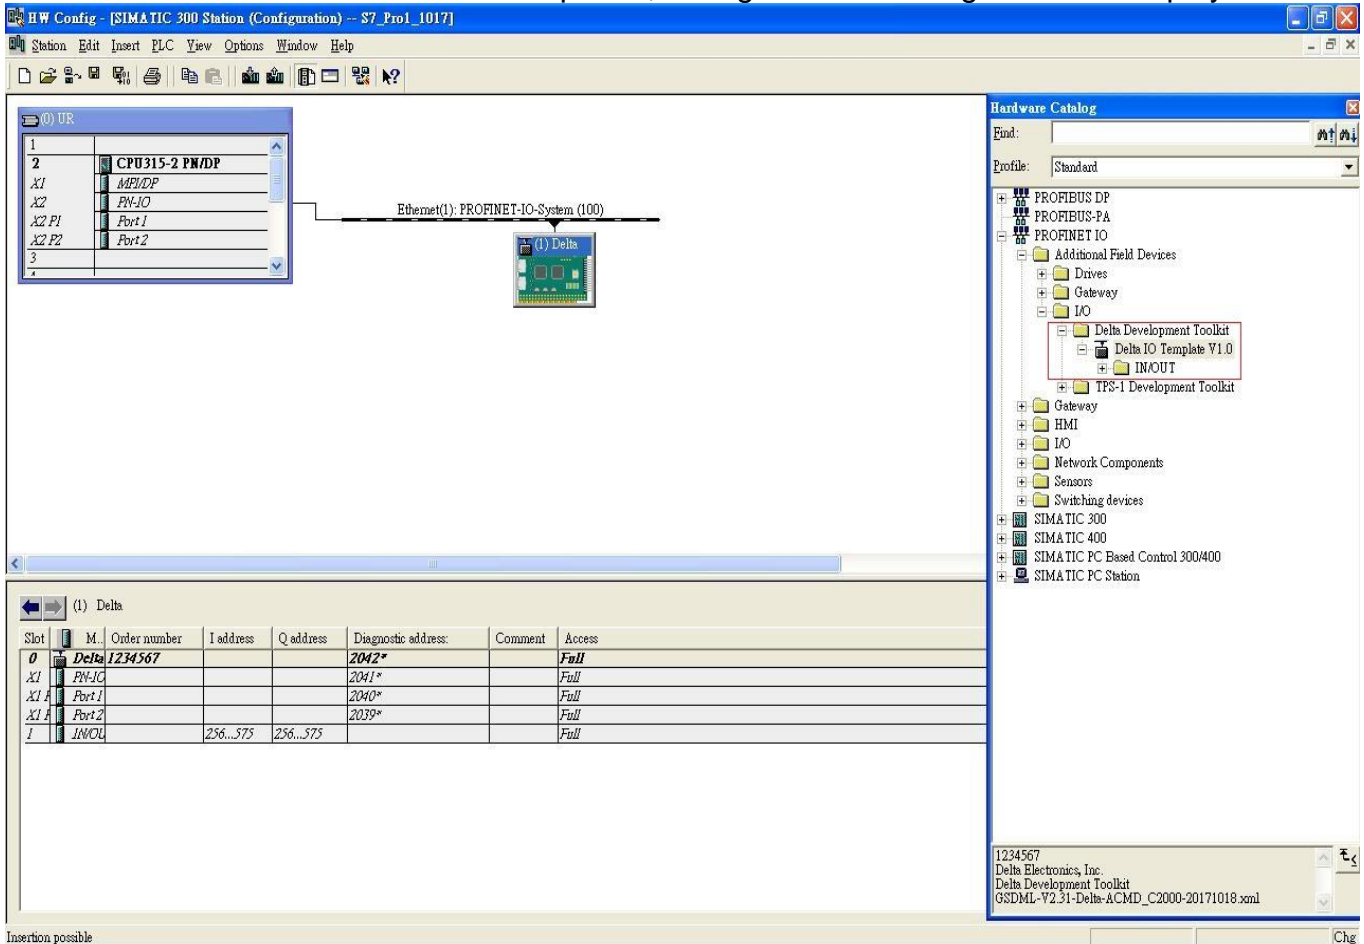 HW Config - [SIMATIC 300 Station (Configuration) -- S7_Pro1_1017]
Station Edit Insert PLC View Options Window Help
(0) UR
1
2 CPU315-2 PN/DP
X1 MPI/DP
X2 PN-IO
X2 P1 Port 1
X2 P2 Port 2
3
4
Ethernet(1): PROFINET-IO-System (100)
(1) Delta
Hardware Catalog
Find:
Profile: Standard
PROFIBUS DP
PROFIBUS-PA
PROFINET IO
Additional Field Devices
Drives
Gateway
I/O
Delta Development Toolkit
Delta IO Template V1.0
IN/OUT
TPS-1 Development Toolkit
Gateway
HMI
I/O
Network Components
Sensors
Switching devices
SIMATIC 300
SIMATIC 400
SIMATIC PC Based Control 300/400
SIMATIC PC Station
(1) Delta
Slot M.. Order number I address Q address Diagnostic address: Comment Access
0 Delta 1234567 2042* Full
X1 PN-IO 2041* Full
X1 P Port 1 2040* Full
X1 P Port 2 2039* Full
1 IN/OU 256...575 256...575 Full
1234567
Delta Electronics, Inc.
Delta Development Toolkit
GSDML-V2.31-Delta-ACMD_C2000-20171018.xml
Insertion possible Chg